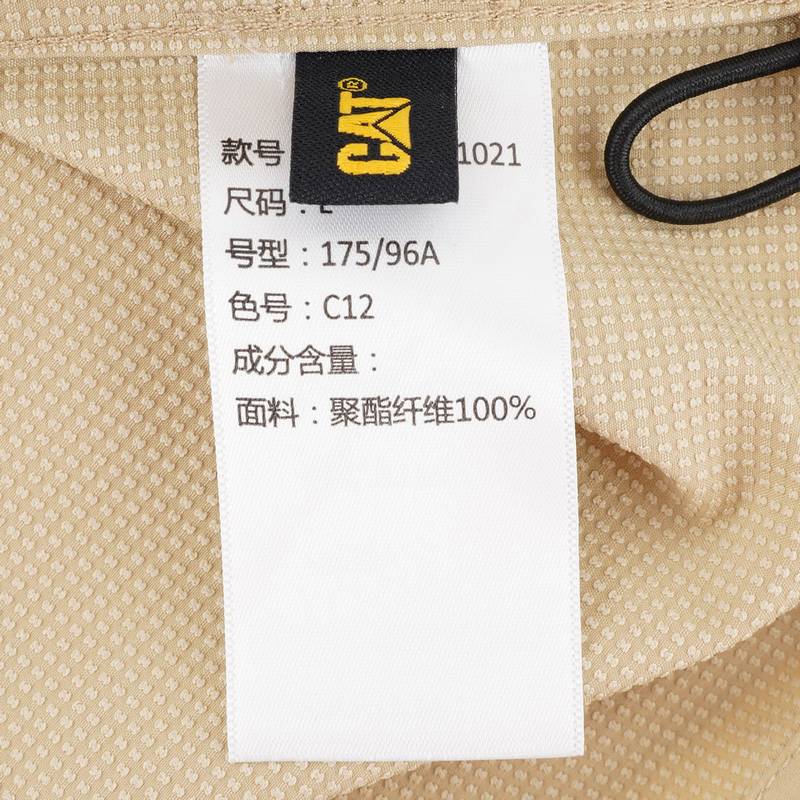 CAT®
款号 1021
尺码：L
号型：175/96A
色号：C12
成分含量：
面料：聚酯纤维100%